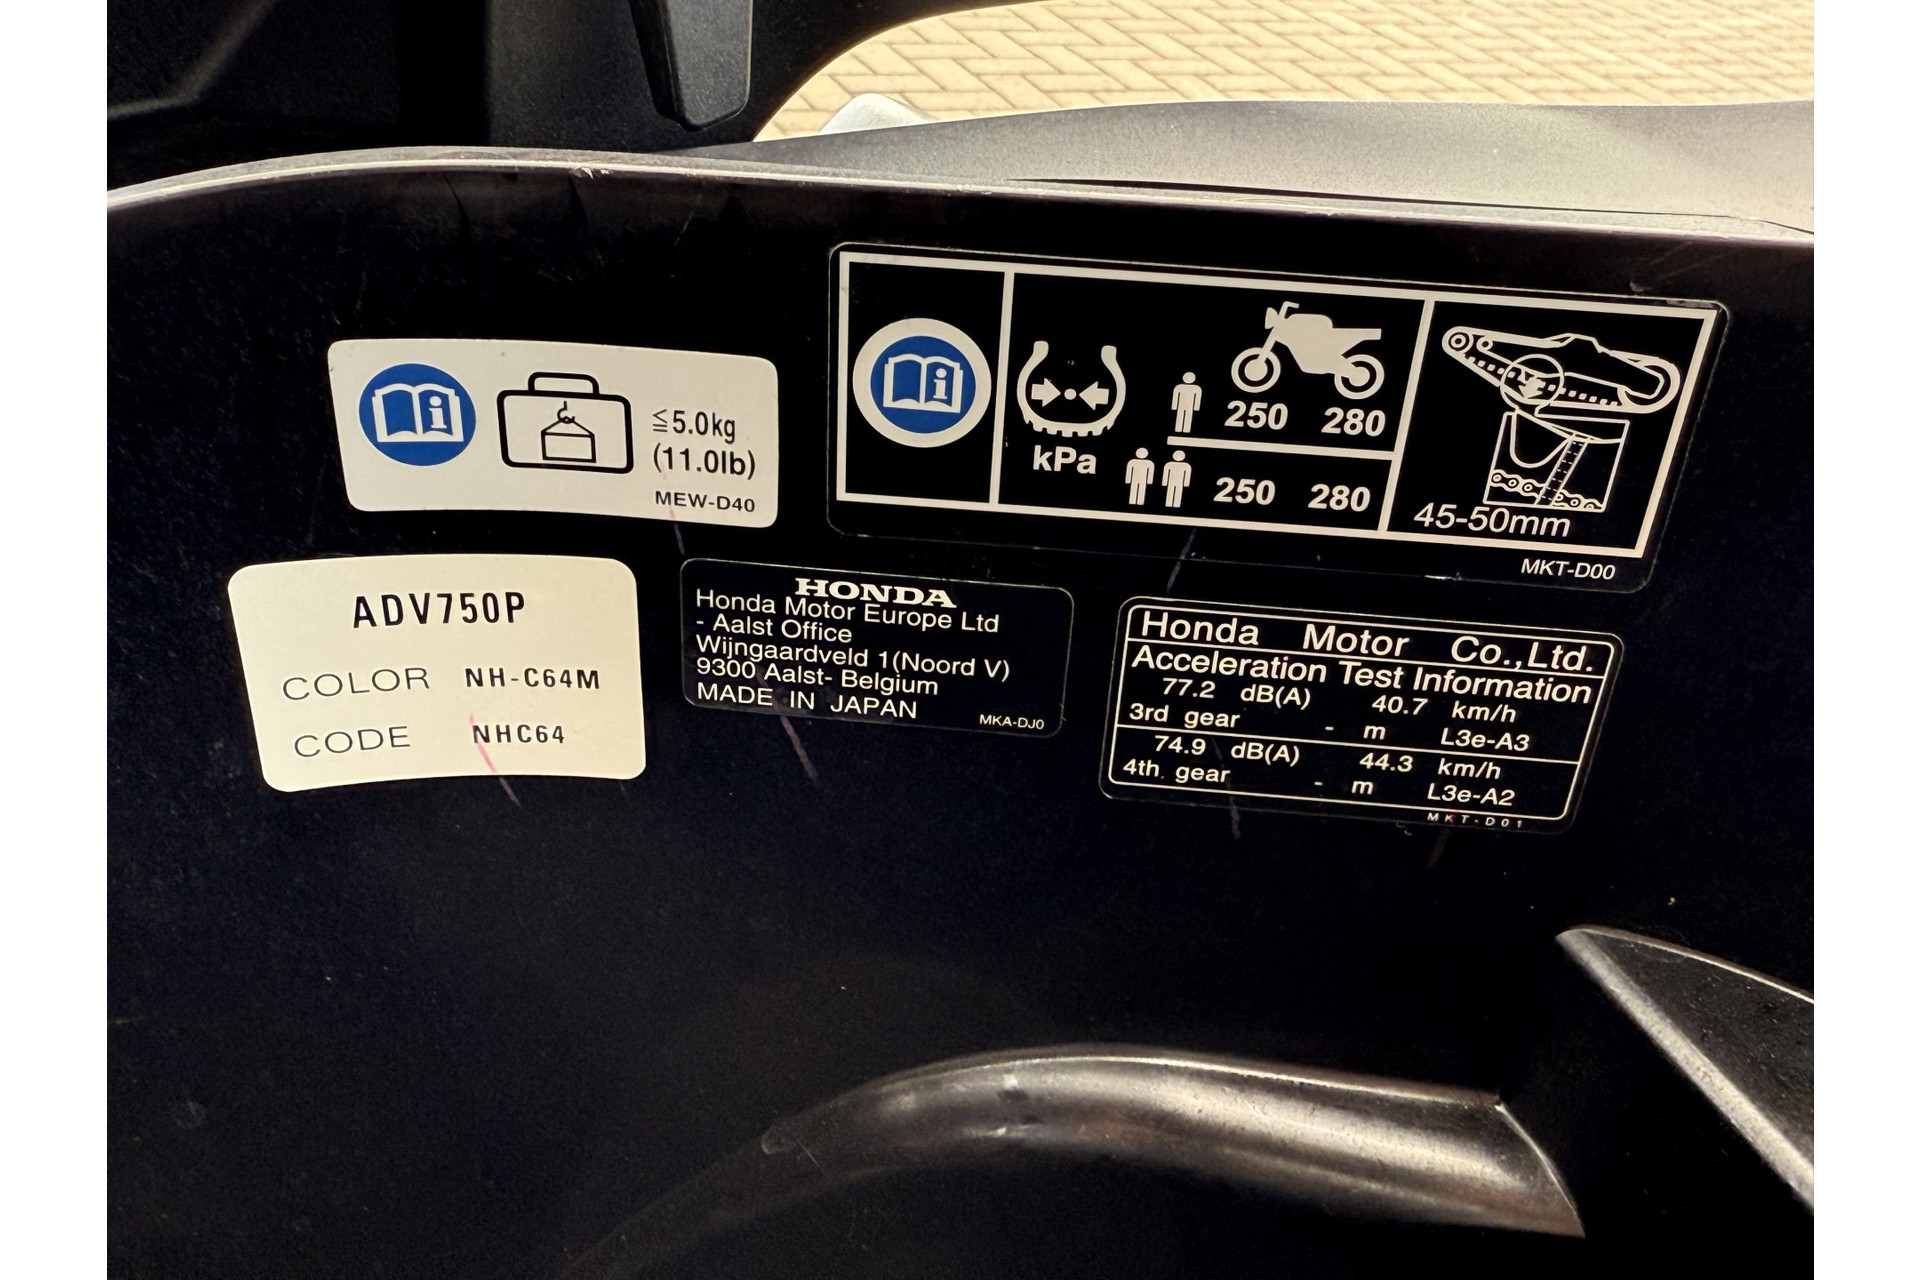 ≦5.0kg
(11.0lb)
MEW-D40
kPa
250 280
250 280
45-50mm
MKT-D00
ADV750P
COLOR NH-C64M
CODE NHC64
HONDA
Honda Motor Europe Ltd
- Aalst Office
Wijngaardveld 1(Noord V)
9300 Aalst- Belgium
MADE IN JAPAN
MKA-DJ0
Honda Motor Co.,Ltd.
Acceleration Test Information
77.2 dB(A) 40.7 km/h
3rd gear - m L3e-A3
74.9 dB(A) 44.3 km/h
4th gear - m L3e-A2
MKT-D01